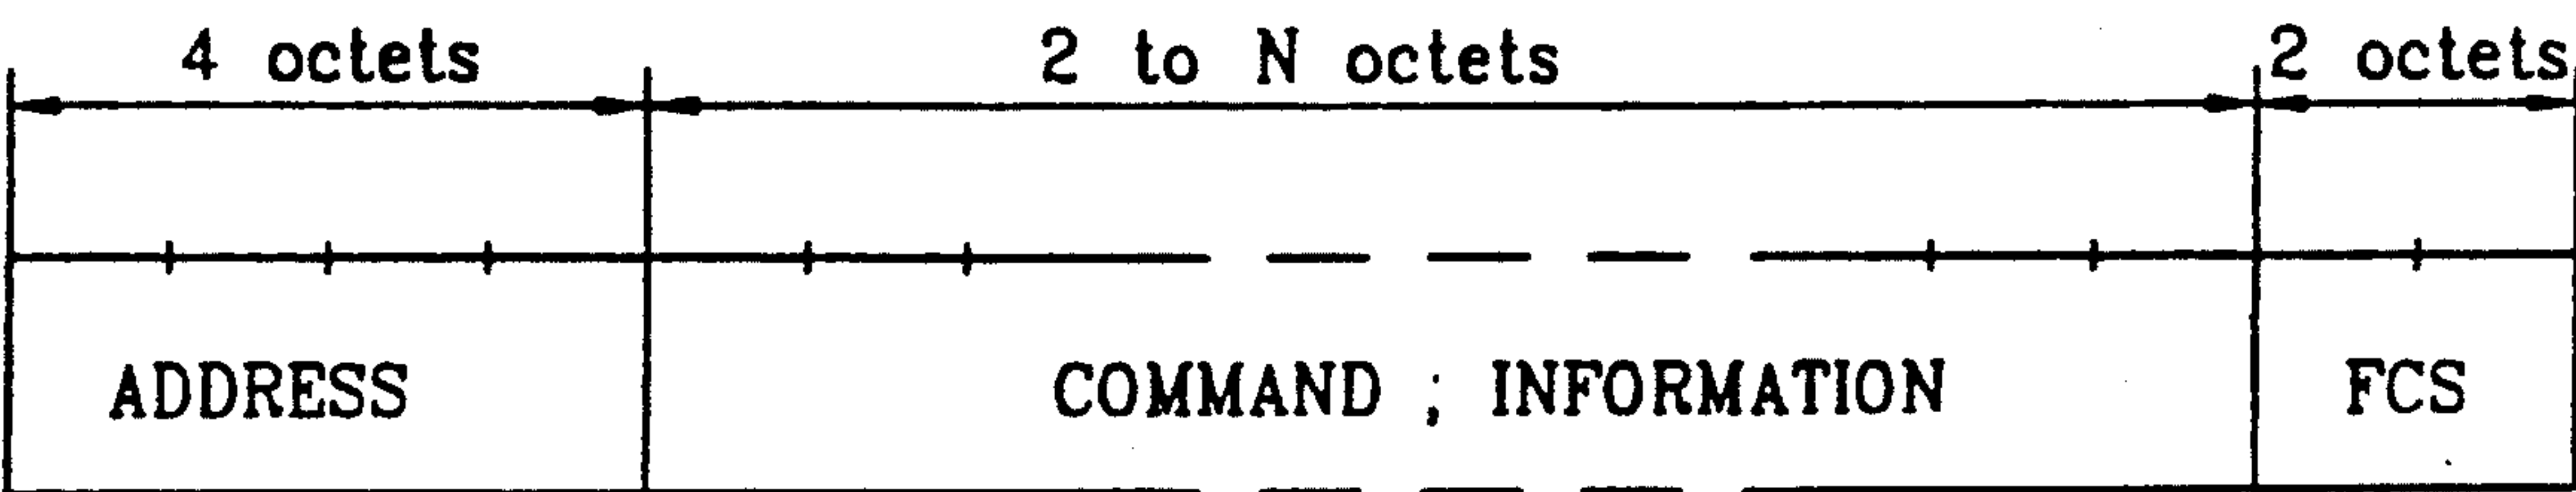 4 octets 2 to N octets 2 octets
ADDRESS COMMAND ; INFORMATION FCS